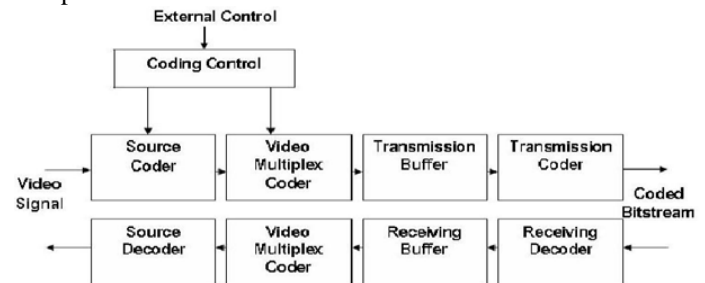 External Control
Coding Control
Source
Coder
Video
Multiplex
Coder
Transmission
Buffer
Transmission
Coder
Video
Signal
Coded
Bitstream
Source
Decoder
Video
Multiplex
Coder
Receiving
Buffer
Receiving
Decoder